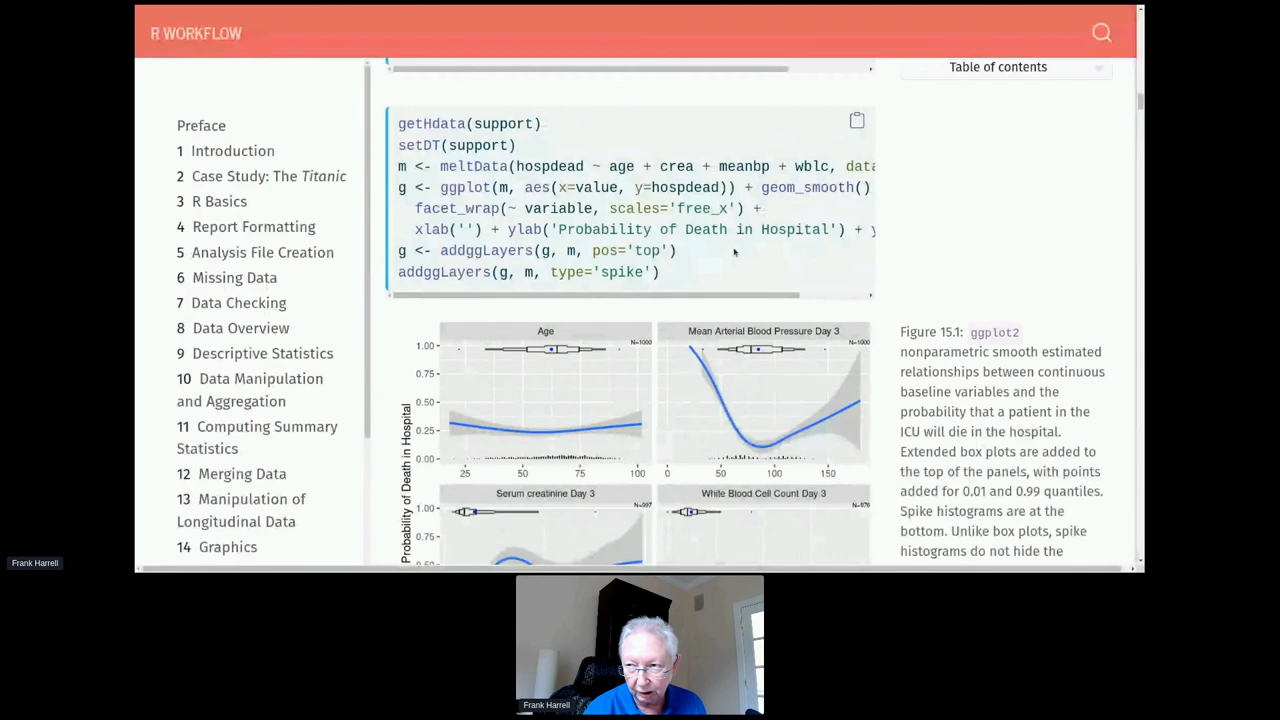 R WORKFLOW
Table of contents
Preface
1 Introduction
2 Case Study: The Titanic
3 R Basics
4 Report Formatting
5 Analysis File Creation
6 Missing Data
7 Data Checking
8 Data Overview
9 Descriptive Statistics
10 Data Manipulation
and Aggregation
11 Computing Summary
Statistics
12 Merging Data
13 Manipulation of
Longitudinal Data
14 Graphics
getHdata(support)
setDT(support)
m <- meltData(hospdead ~ age + crea + meanbp + wblc, data
g <- ggplot(m, aes(x=value, y=hospdead)) + geom_smooth()
facet_wrap(~ variable, scales='free_x') +
xlab('') + ylab('Probability of Death in Hospital') + y
g <- addggLayers(g, m, pos='top')
addggLayers(g, m, type='spike')
Probability of Death in Hospital
Age
N=1000
1.00
0.75
0.50
0.25
0.00
25 50 75 100
Mean Arterial Blood Pressure Day 3
N=1000
0 50 100 150
Serum creatinine Day 3
N=997
1.00
0.75
0.50
White Blood Cell Count Day 3
N=976
Figure 15.1: ggplot2
nonparametric smooth estimated
relationships between continuous
baseline variables and the
probability that a patient in the
ICU will die in the hospital.
Extended box plots are added to
the top of the panels, with points
added for 0.01 and 0.99 quantiles.
Spike histograms are at the
bottom. Unlike box plots, spike
histograms do not hide the
Frank Harrell
Frank Harrell